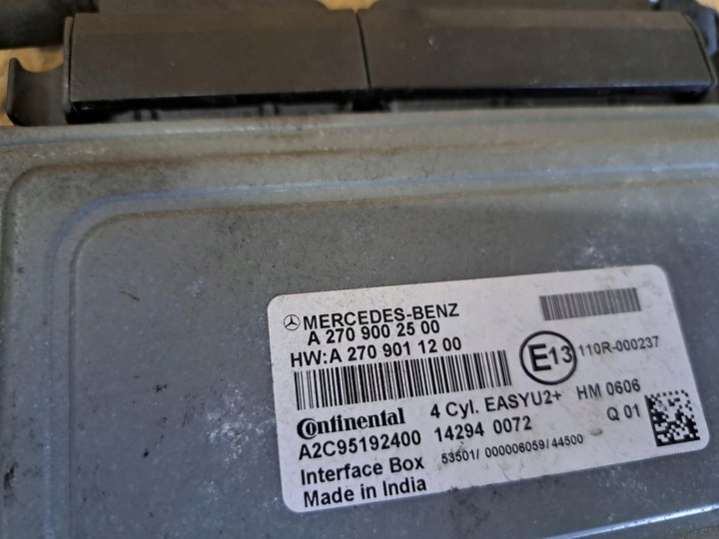 MERCEDES-BENZ
A 270 900 25 00
HW:A 270 901 12 00
E13 110R-000237
Continental 4 Cyl. EASYU2+ HM 0606
A2C95192400 14294 0072 Q 01
Interface Box 53501/ 000006059/44500
Made in India